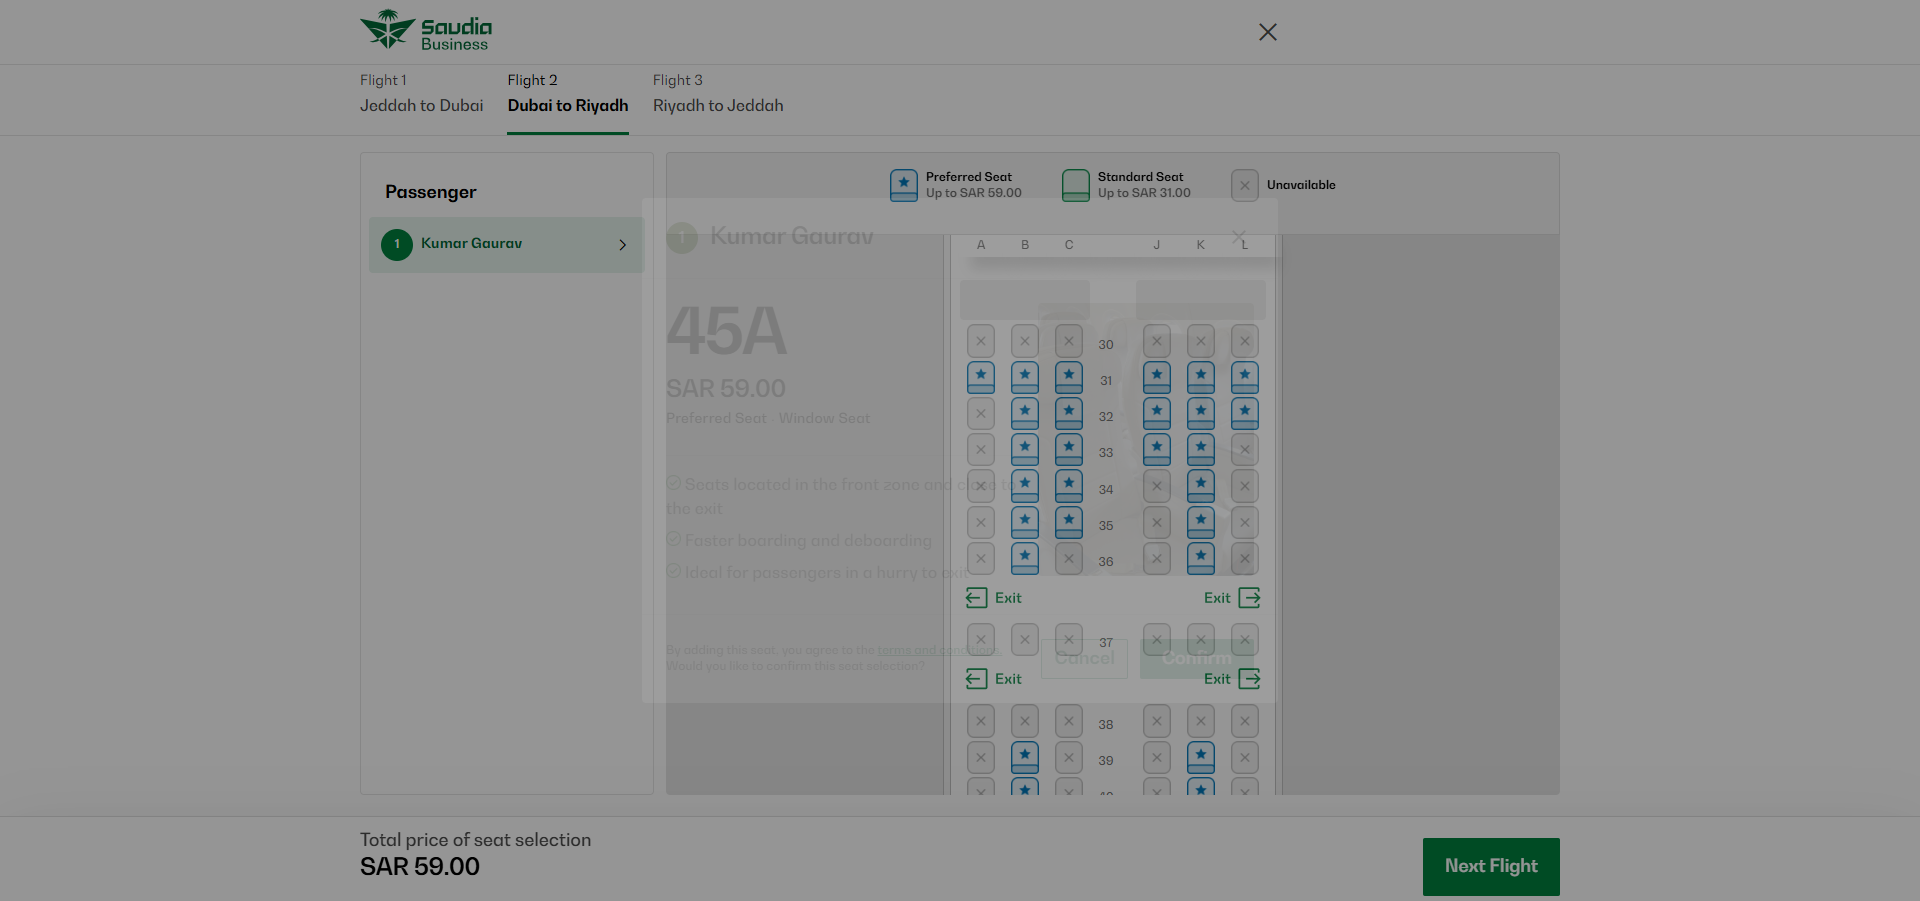 Saudia
Business
Flight 1
Jeddah to Dubai
Flight 2
Dubai to Riyadh
Flight 3
Riyadh to Jeddah
Passenger
1 Kumar Gaurav
Preferred Seat
Up to SAR 59.00
Standard Seat
Up to SAR 31.00
Unavailable
1 Kumar Gaurav
A B C J K L
45A
SAR 59.00
Preferred Seat - Window Seat
Seats located in the front zone and close to
the exit
Faster boarding and deboarding
Ideal for passengers in a hurry to exit
By adding this seat, you agree to the terms and conditions.
Would you like to confirm this seat selection?
Cancel
Confirm
30
31
32
33
34
35
36
Exit Exit
37
Exit Exit
38
39
40
Total price of seat selection
SAR 59.00
Next Flight